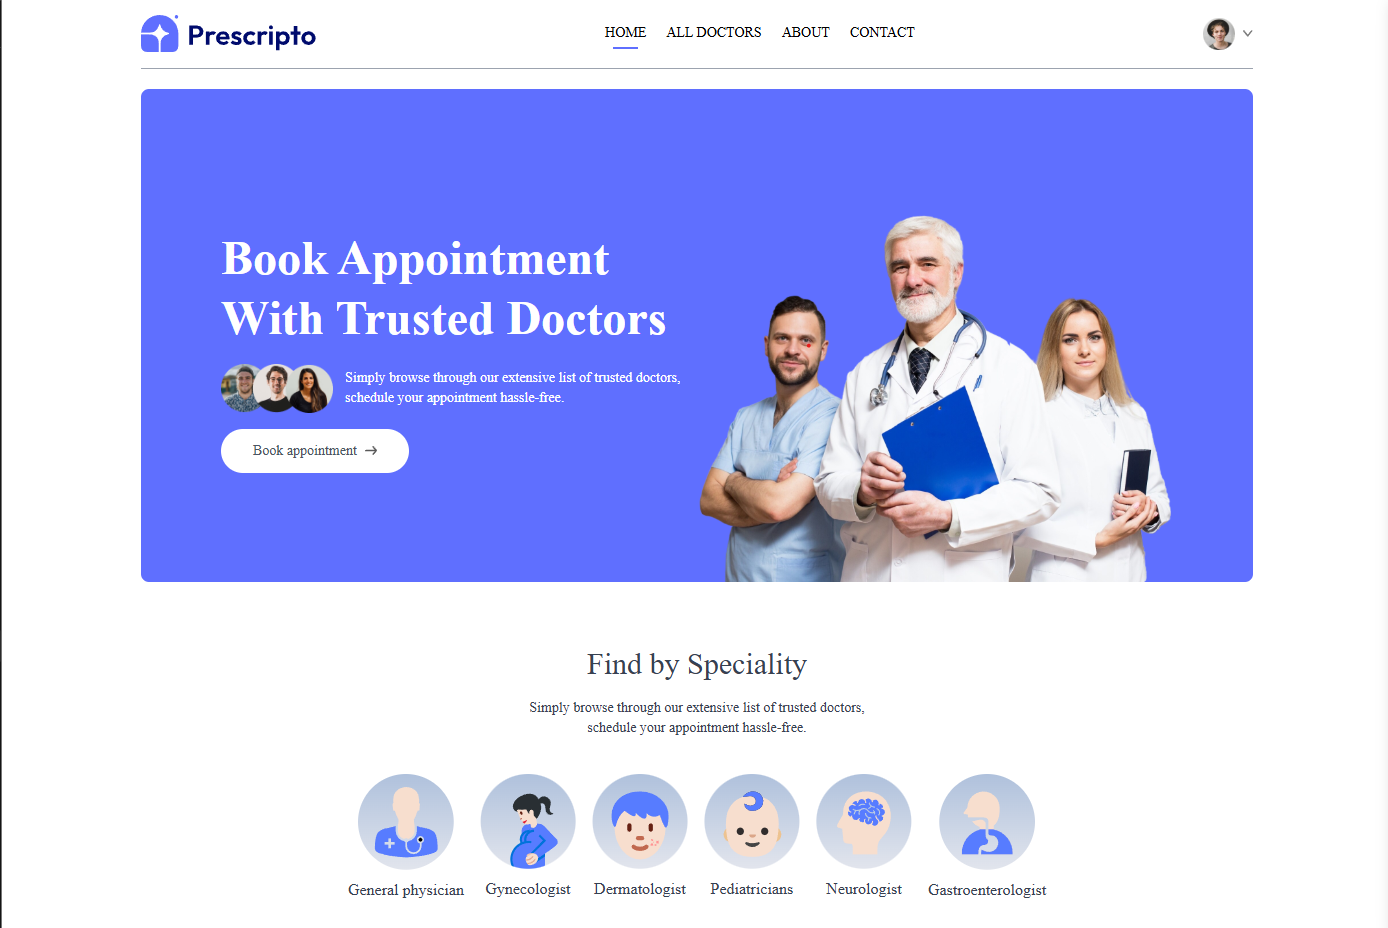 Prescripto
HOME
ALL DOCTORS
ABOUT
CONTACT
Book Appointment
With Trusted Doctors
Simply browse through our extensive list of trusted doctors,
schedule your appointment hassle-free.
Book appointment →
Find by Speciality
Simply browse through our extensive list of trusted doctors,
schedule your appointment hassle-free.
General physician
Gynecologist
Dermatologist
Pediatricians
Neurologist
Gastroenterologist